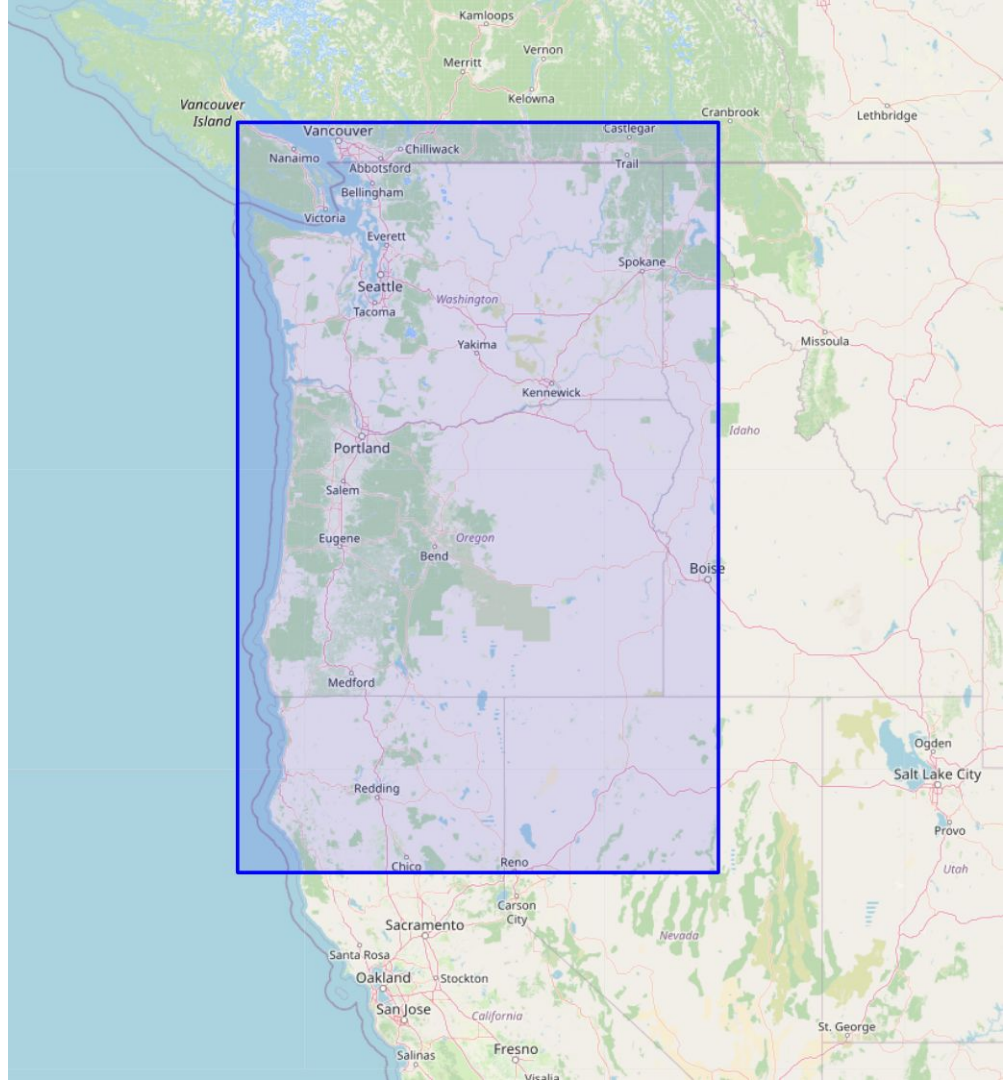 Kamloops
Vernon
Merritt
Kelowna
Vancouver
Island
Cranbrook
Lethbridge
Vancouver
Castlegar
Chilliwack
Nanaimo
Abbotsford
Trail
Bellingham
Victoria
Everett
Spokane
Seattle
Washington
Tacoma
Missoula
Yakima
Kennewick
Idaho
Portland
Salem
Eugene
Oregon
Bend
Boise
Medford
Ogden
Salt Lake City
Redding
Provo
Chico
Reno
Utah
Carson
City
Sacramento
Nevada
Santa Rosa
Oakland
Stockton
San Jose
California
St. George
Fresno
Salinas
Visalia